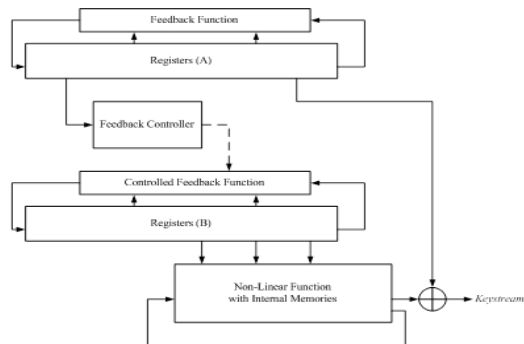 Feedback Function
Registers (A)
Feedback Controller
Controlled Feedback Function
Registers (B)
Non-Linear Function
with Internal Memories
Keystream